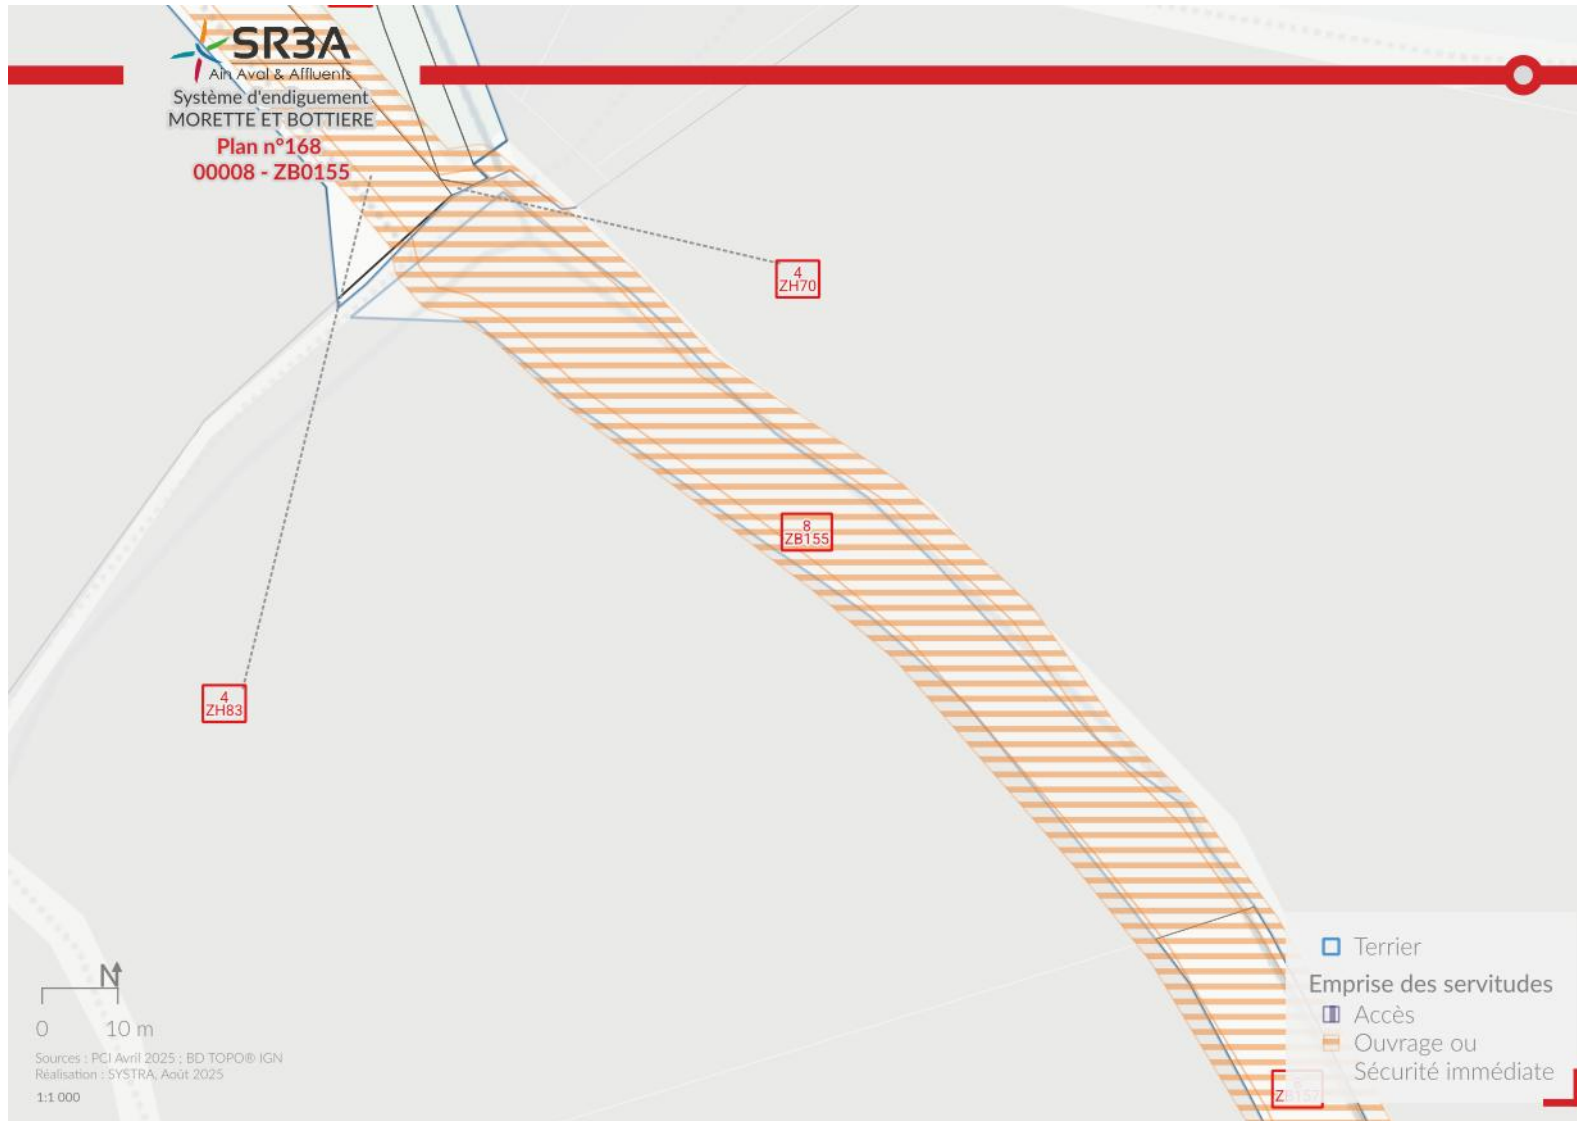 SR3A
Ain Aval & Affluents
Système d'endiguement
MORETTE ET BOTTIERE
Plan n°168
00008 - ZB0155
4
ZH70
8
ZB155
4
ZH83
N
0 10 m
Sources : PCI Avril 2025 ; BD TOPO® IGN
Réalisation : SYSTRA, Août 2025
1:1 000
Terrier
Emprise des servitudes
Accès
Ouvrage ou
Sécurité immédiate
ZB157